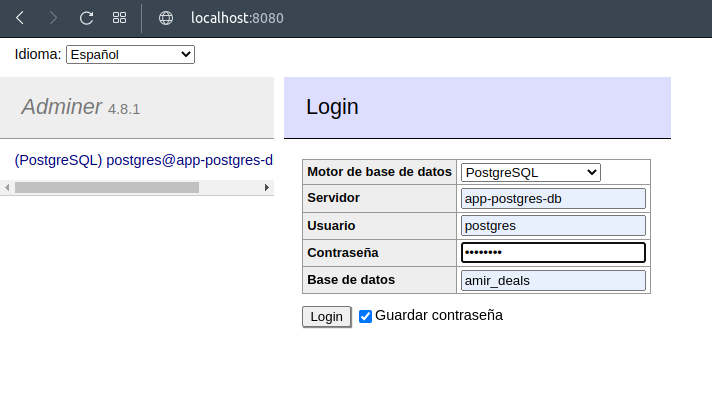 localhost:8080
Idioma: Español
Adminer 4.8.1
(PostgreSQL) postgres@app-postgres-d
Login
Motor de base de datos PostgreSQL
Servidor app-postgres-db
Usuario postgres
Contraseña ••••••••
Base de datos amir_deals
Login Guardar contraseña